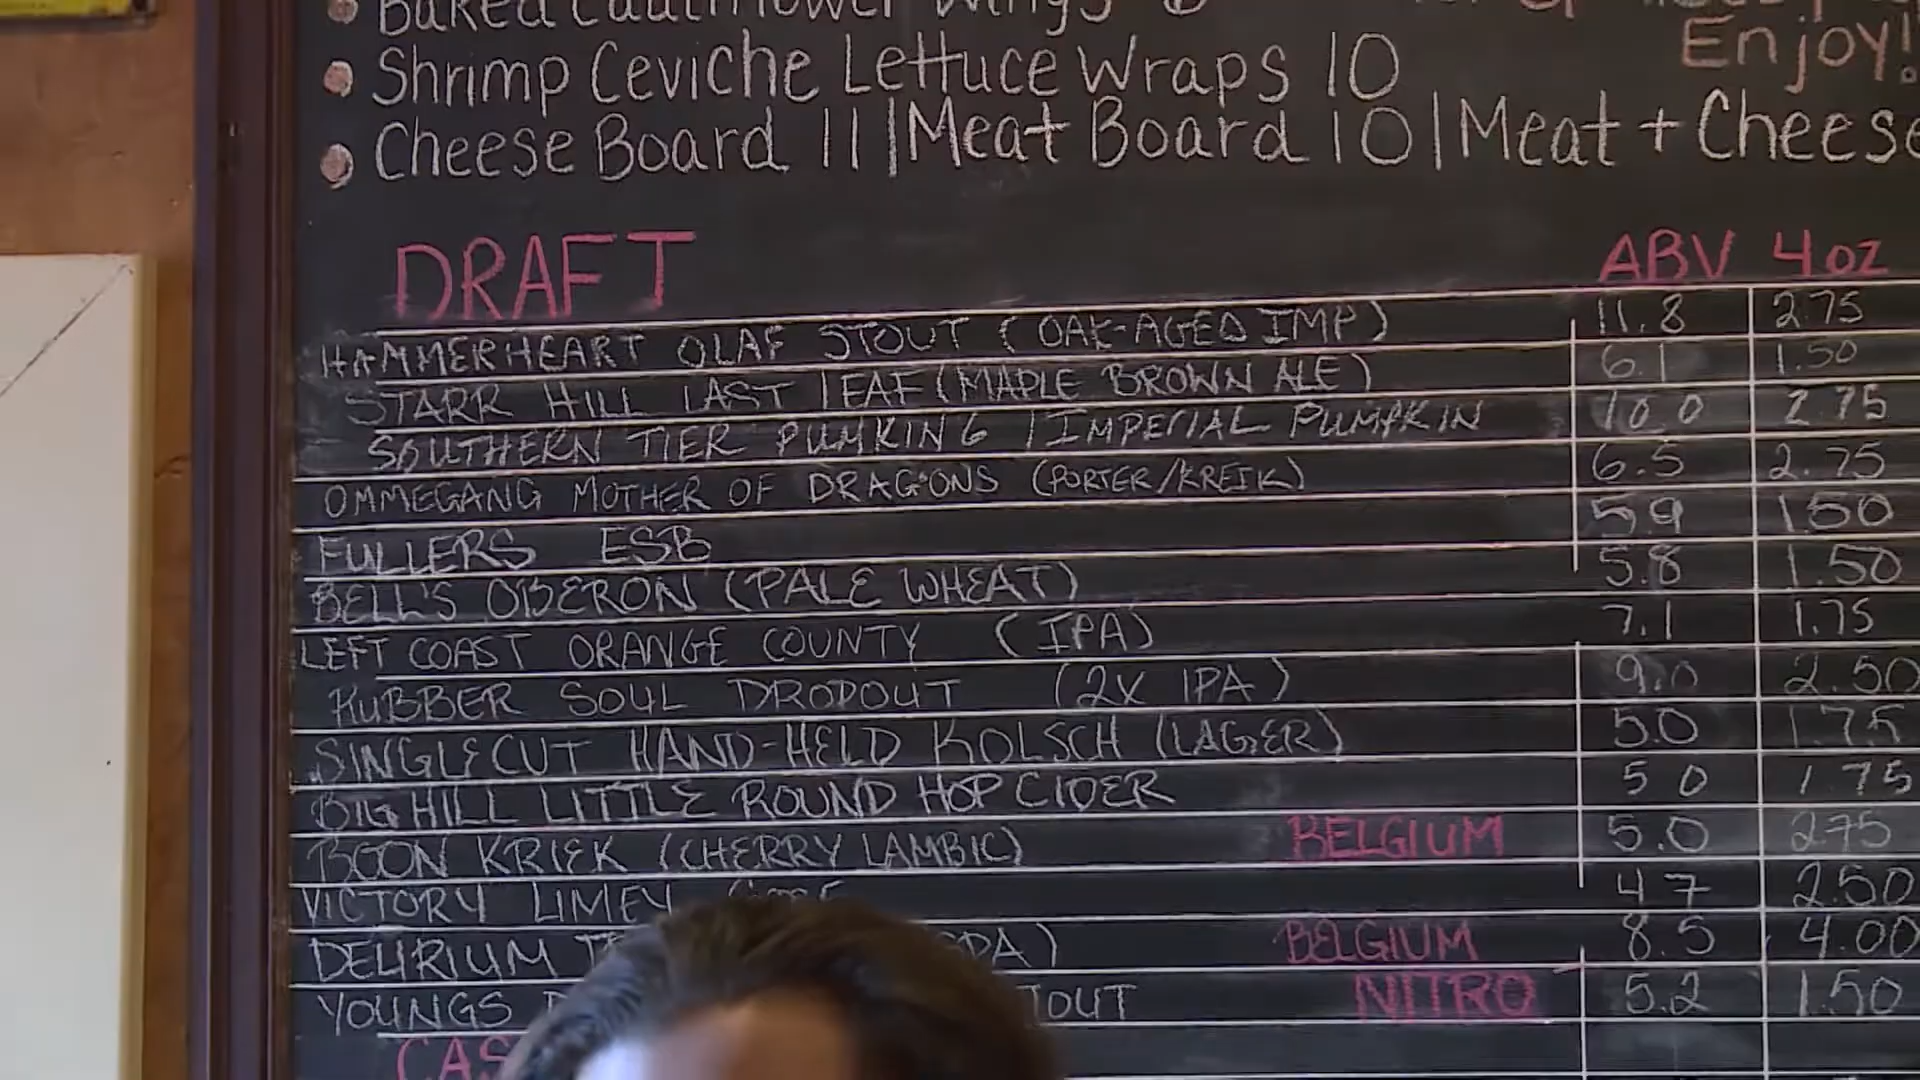 Baked Cauliflower Wings
Enjoy!
Shrimp Ceviche Lettuce Wraps 10
Cheese Board 11 | Meat Board 10 | Meat + Cheese
DRAFT ABV 4oz
HAMMERHEART OLAF STOUT (OAK-AGED IMP) 11.8 2.75
STARR HILL LAST LEAF (MAPLE BROWN ALE) 6.1 1.50
SOUTHERN TIER PUMKING / IMPERIAL PUMPKIN 10.0 2.75
OMMEGANG MOTHER OF DRAGONS (PORTER/KREIK) 6.5 2.75
FULLERS ESB 5.9 1.50
BELL'S OBERON (PALE WHEAT) 5.8 1.50
LEFT COAST ORANGE COUNTY (IPA) 7.1 1.75
RUBBER SOUL DROPOUT (2X IPA) 9.0 2.50
SINGLECUT HAND-HELD KOLSCH (LAGER) 5.0 1.75
BIG HILL LITTLE ROUND HOP CIDER 5.0 1.75
BOON KRIEK (CHERRY LAMBIC) BELGIUM 5.0 2.75
VICTORY LIMEY 4.7 2.50
DELIRIUM BELGIUM 8.5 4.00
YOUNGS NITRO 5.2 1.50